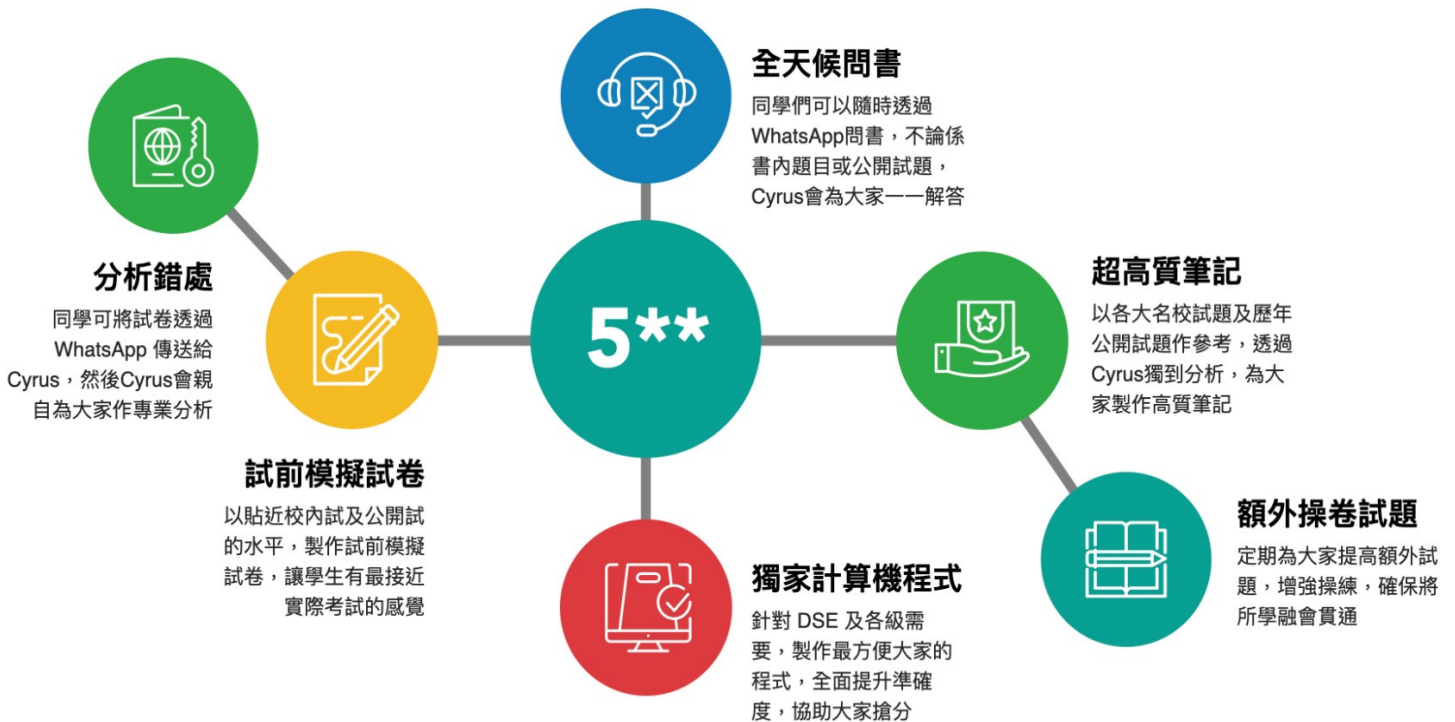 全天候問書
同學們可以隨時透過
WhatsApp問書，不論係
書內題目或公開試題，
Cyrus會為大家一一解答
分析錯處
同學可將試卷透過
WhatsApp 傳送給
Cyrus，然後Cyrus會親
自為大家作專業分析
5**
超高質筆記
以各大名校試題及歷年
公開試題作參考，透過
Cyrus獨到分析，為大
家製作高質筆記
試前模擬試卷
以貼近校內試及公開試
的水平，製作試前模擬
試卷，讓學生有最接近
實際考試的感覺
獨家計算機程式
針對 DSE 及各級需
要，製作最方便大家的
程式，全面提升準確
度，協助大家搶分
額外操卷試題
定期為大家提高額外試
題，增強操練，確保將
所學融會貫通